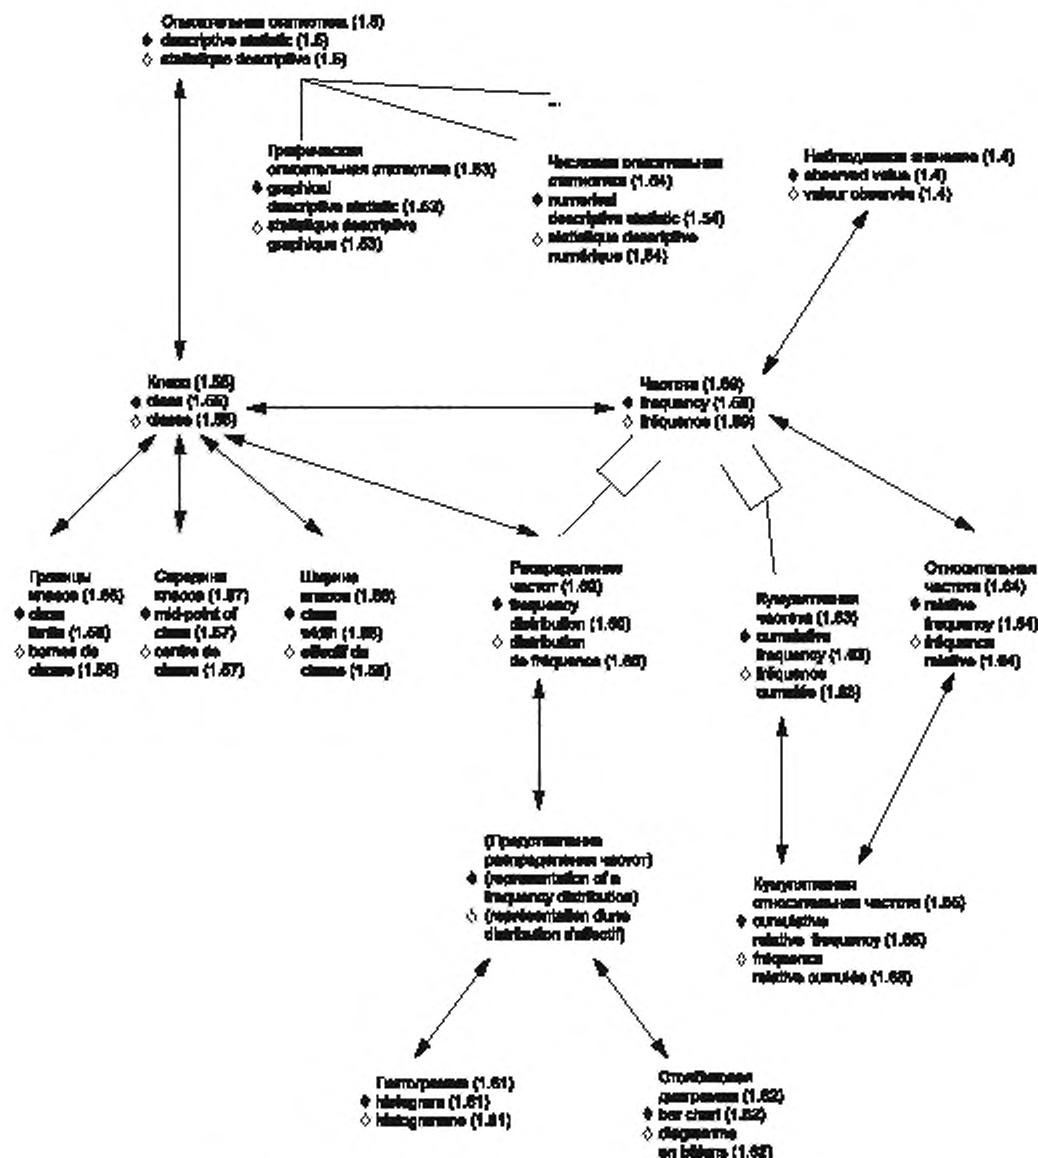 Описательная статистика (1.5)
descriptive statistic (1.5)
statistique descriptive (1.5)
...
Графическая
описательная статистика (1.53)
graphical
descriptive statistic (1.53)
statistique descriptive
graphique (1.53)
Числовая описательная
статистика (1.54)
numerical
descriptive statistic (1.54)
statistique descriptive
numérique (1.54)
Наблюдаемое значение (1.4)
observed value (1.4)
valeur observée (1.4)
Класс (1.55)
class (1.55)
classe (1.55)
Частота (1.59)
frequency (1.59)
fréquence (1.59)
Границы
класса (1.56)
class
limits (1.56)
bornes de
classe (1.56)
Середина
класса (1.57)
mid-point of
class (1.57)
centre de
classe (1.57)
Ширина
класса (1.58)
class
width (1.58)
effectif de
classe (1.58)
Распределение
частот (1.60)
frequency
distribution (1.60)
distribution
de fréquence (1.60)
Кумулятивная
частота (1.63)
cumulative
frequency (1.63)
fréquence
cumulée (1.63)
Относительная
частота (1.64)
relative
frequency (1.64)
fréquence
relative (1.64)
(Представление
распределения частот)
(representation of a
frequency distribution)
(représentation d'une
distribution d'effectif)
Кумулятивная
относительная частота (1.65)
cumulative
relative frequency (1.65)
fréquence
relative cumulée (1.65)
Гистограмма (1.61)
histogram (1.61)
histogramme (1.61)
Столбиковая
диаграмма (1.62)
bar chart (1.62)
diagramme
en bâtons (1.62)